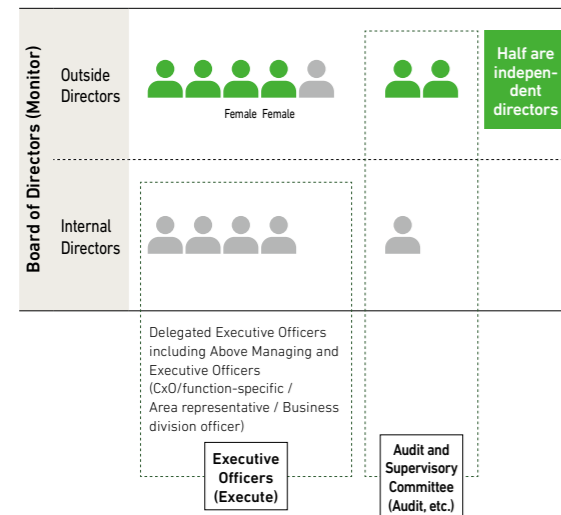 Board of Directors (Monitor)
Outside
Directors
Female Female
Half are
indepen-
dent
directors
Internal
Directors
Delegated Executive Officers
including Above Managing and
Executive Officers
(CxO/function-specific /
Area representative / Business
division officer)
Executive
Officers
(Execute)
Audit and
Supervisory
Committee
(Audit, etc.)